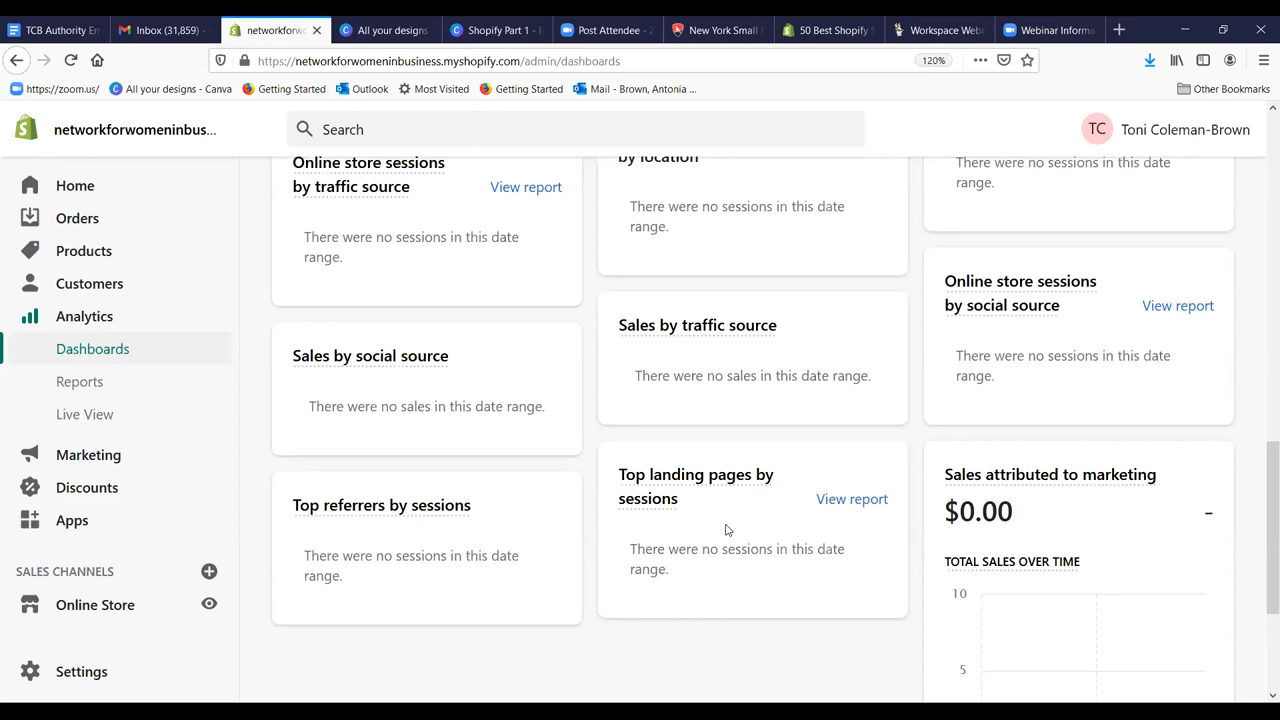 TCB Authority Em
Inbox (31,859)
networkforwo
All your designs
Shopify Part 1 -
Post Attendee -
New York Small
50 Best Shopify
Workspace Web
Webinar Informa
https://networkforwomeninbusiness.myshopify.com/admin/dashboards
120%
https://zoom.us/
All your designs - Canva
Getting Started
Outlook
Most Visited
Getting Started
Mail - Brown, Antonia ...
Other Bookmarks
networkforwomeninbus...
Search
TC
Toni Coleman-Brown
Home
Orders
Products
Customers
Analytics
Dashboards
Reports
Live View
Marketing
Discounts
Apps
SALES CHANNELS
Online Store
Settings
Online store sessions
by traffic source
View report
There were no sessions in this date
range.
Sales by social source
There were no sales in this date range.
Top referrers by sessions
There were no sessions in this date
range.
by location
There were no sessions in this date
range.
Sales by traffic source
There were no sales in this date range.
Top landing pages by
sessions
View report
There were no sessions in this date
range.
There were no sessions in this date
range.
Online store sessions
by social source
View report
There were no sessions in this date
range.
Sales attributed to marketing
$0.00
-
TOTAL SALES OVER TIME
10
5